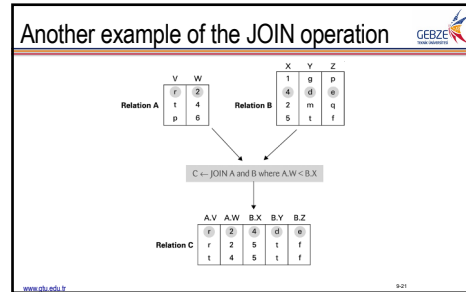 Another example of the JOIN operation
GEBZE
TEKNİK ÜNİVERSİTESİ
V W
r 2
t 4
p 6
Relation A
X Y Z
1 g p
4 d e
2 m q
5 t f
Relation B
C ← JOIN A and B where A.W < B.X
A.V A.W B.X B.Y B.Z
r 2 4 d e
r 2 5 t f
t 4 5 t f
Relation C
www.gtu.edu.tr
9-21